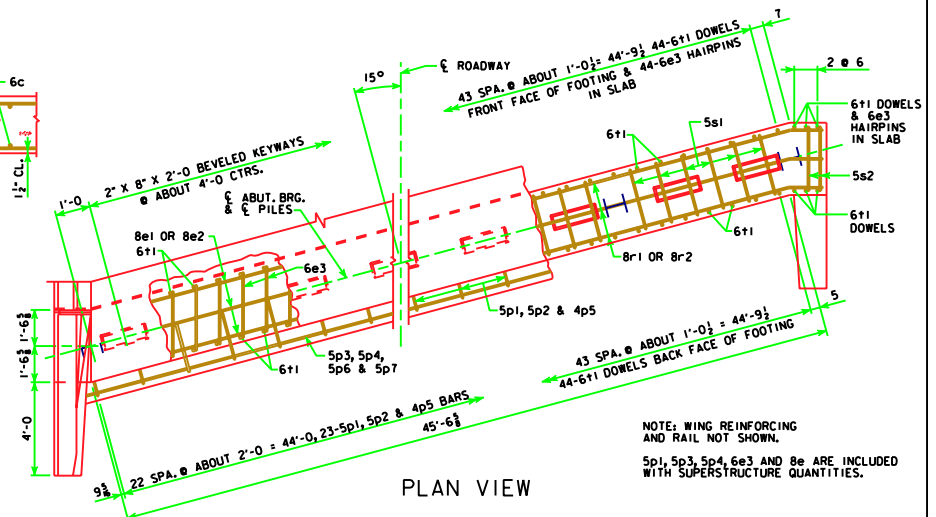 6c
1½" CL.
1'-0
2" X 8" X 2'-0 BEVELED KEYWAYS
@ ABOUT 4'-0 CTRS.
15°
℄ ROADWAY
43 SPA. @ ABOUT 1'-0½= 44'-9½ 44-6t1 DOWELS
FRONT FACE OF FOOTING & 44-6e3 HAIRPINS
IN SLAB
7
2 @ 6
6t1 DOWELS
& 6e3
HAIRPINS
IN SLAB
5s2
6t1
DOWELS
6t1
5s1
6t1
8r1 OR 8r2
℄ ABUT. BRG.
& ℄ PILES
8e1 OR 8e2
6t1
6e3
5p1, 5p2 & 4p5
5p3, 5p4,
5p6 & 5p7
6t1
1'-6⅝
1'-6⅝
4'-0
5
43 SPA. @ ABOUT 1'-0½ = 44'-9½
44-6t1 DOWELS BACK FACE OF FOOTING
22 SPA. @ ABOUT 2'-0 = 44'-0, 23-5p1, 5p2 & 4p5 BARS
45'-6⅝
PLAN VIEW
NOTE: WING REINFORCING
AND RAIL NOT SHOWN.
5p1, 5p3, 5p4, 6e3 AND 8e ARE INCLUDED
WITH SUPERSTRUCTURE QUANTITIES.